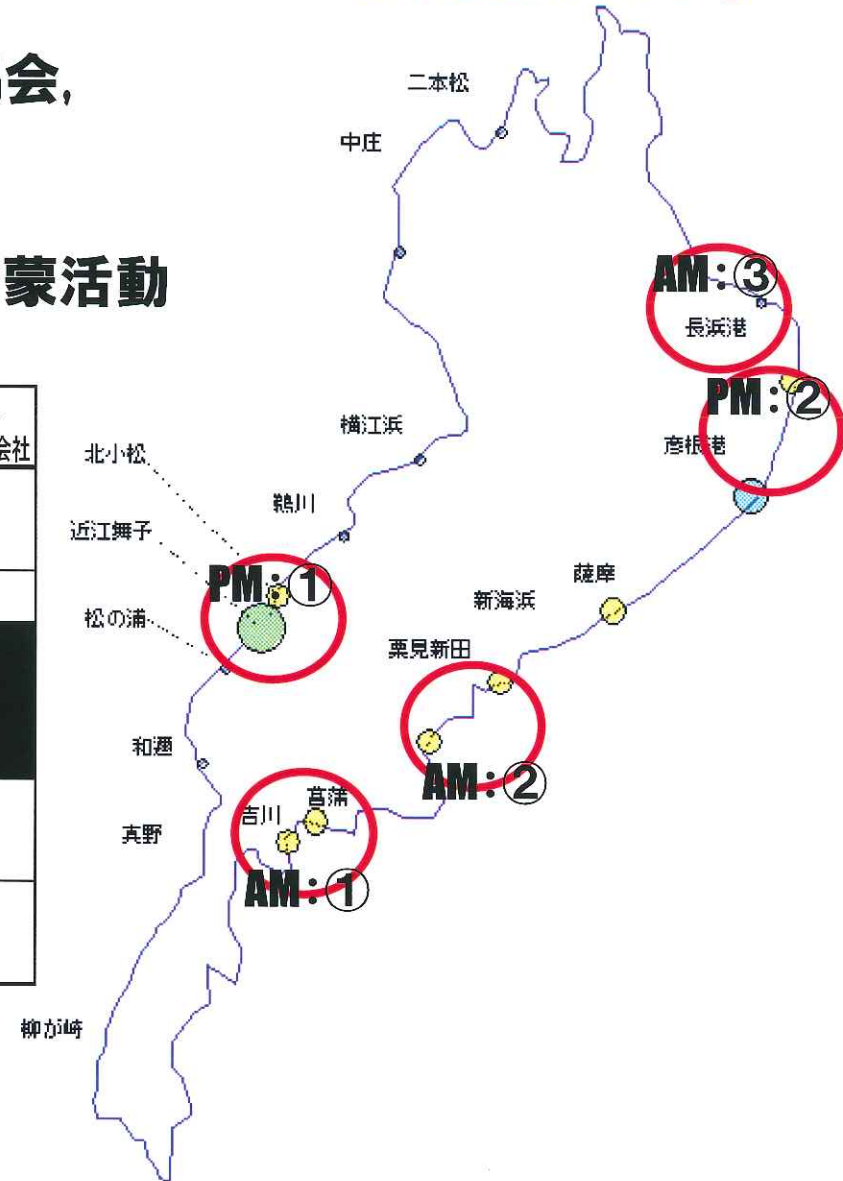 会,
蒙活動
会社
二本松
中庄
AM:③
長浜港
PM:②
彦根港
横江浜
北小松
鵜川
近江舞子
PM:①
薩摩
新海浜
松の浦
栗見新田
和邇
AM:②
菖蒲
吉川
真野
AM:①
柳が崎